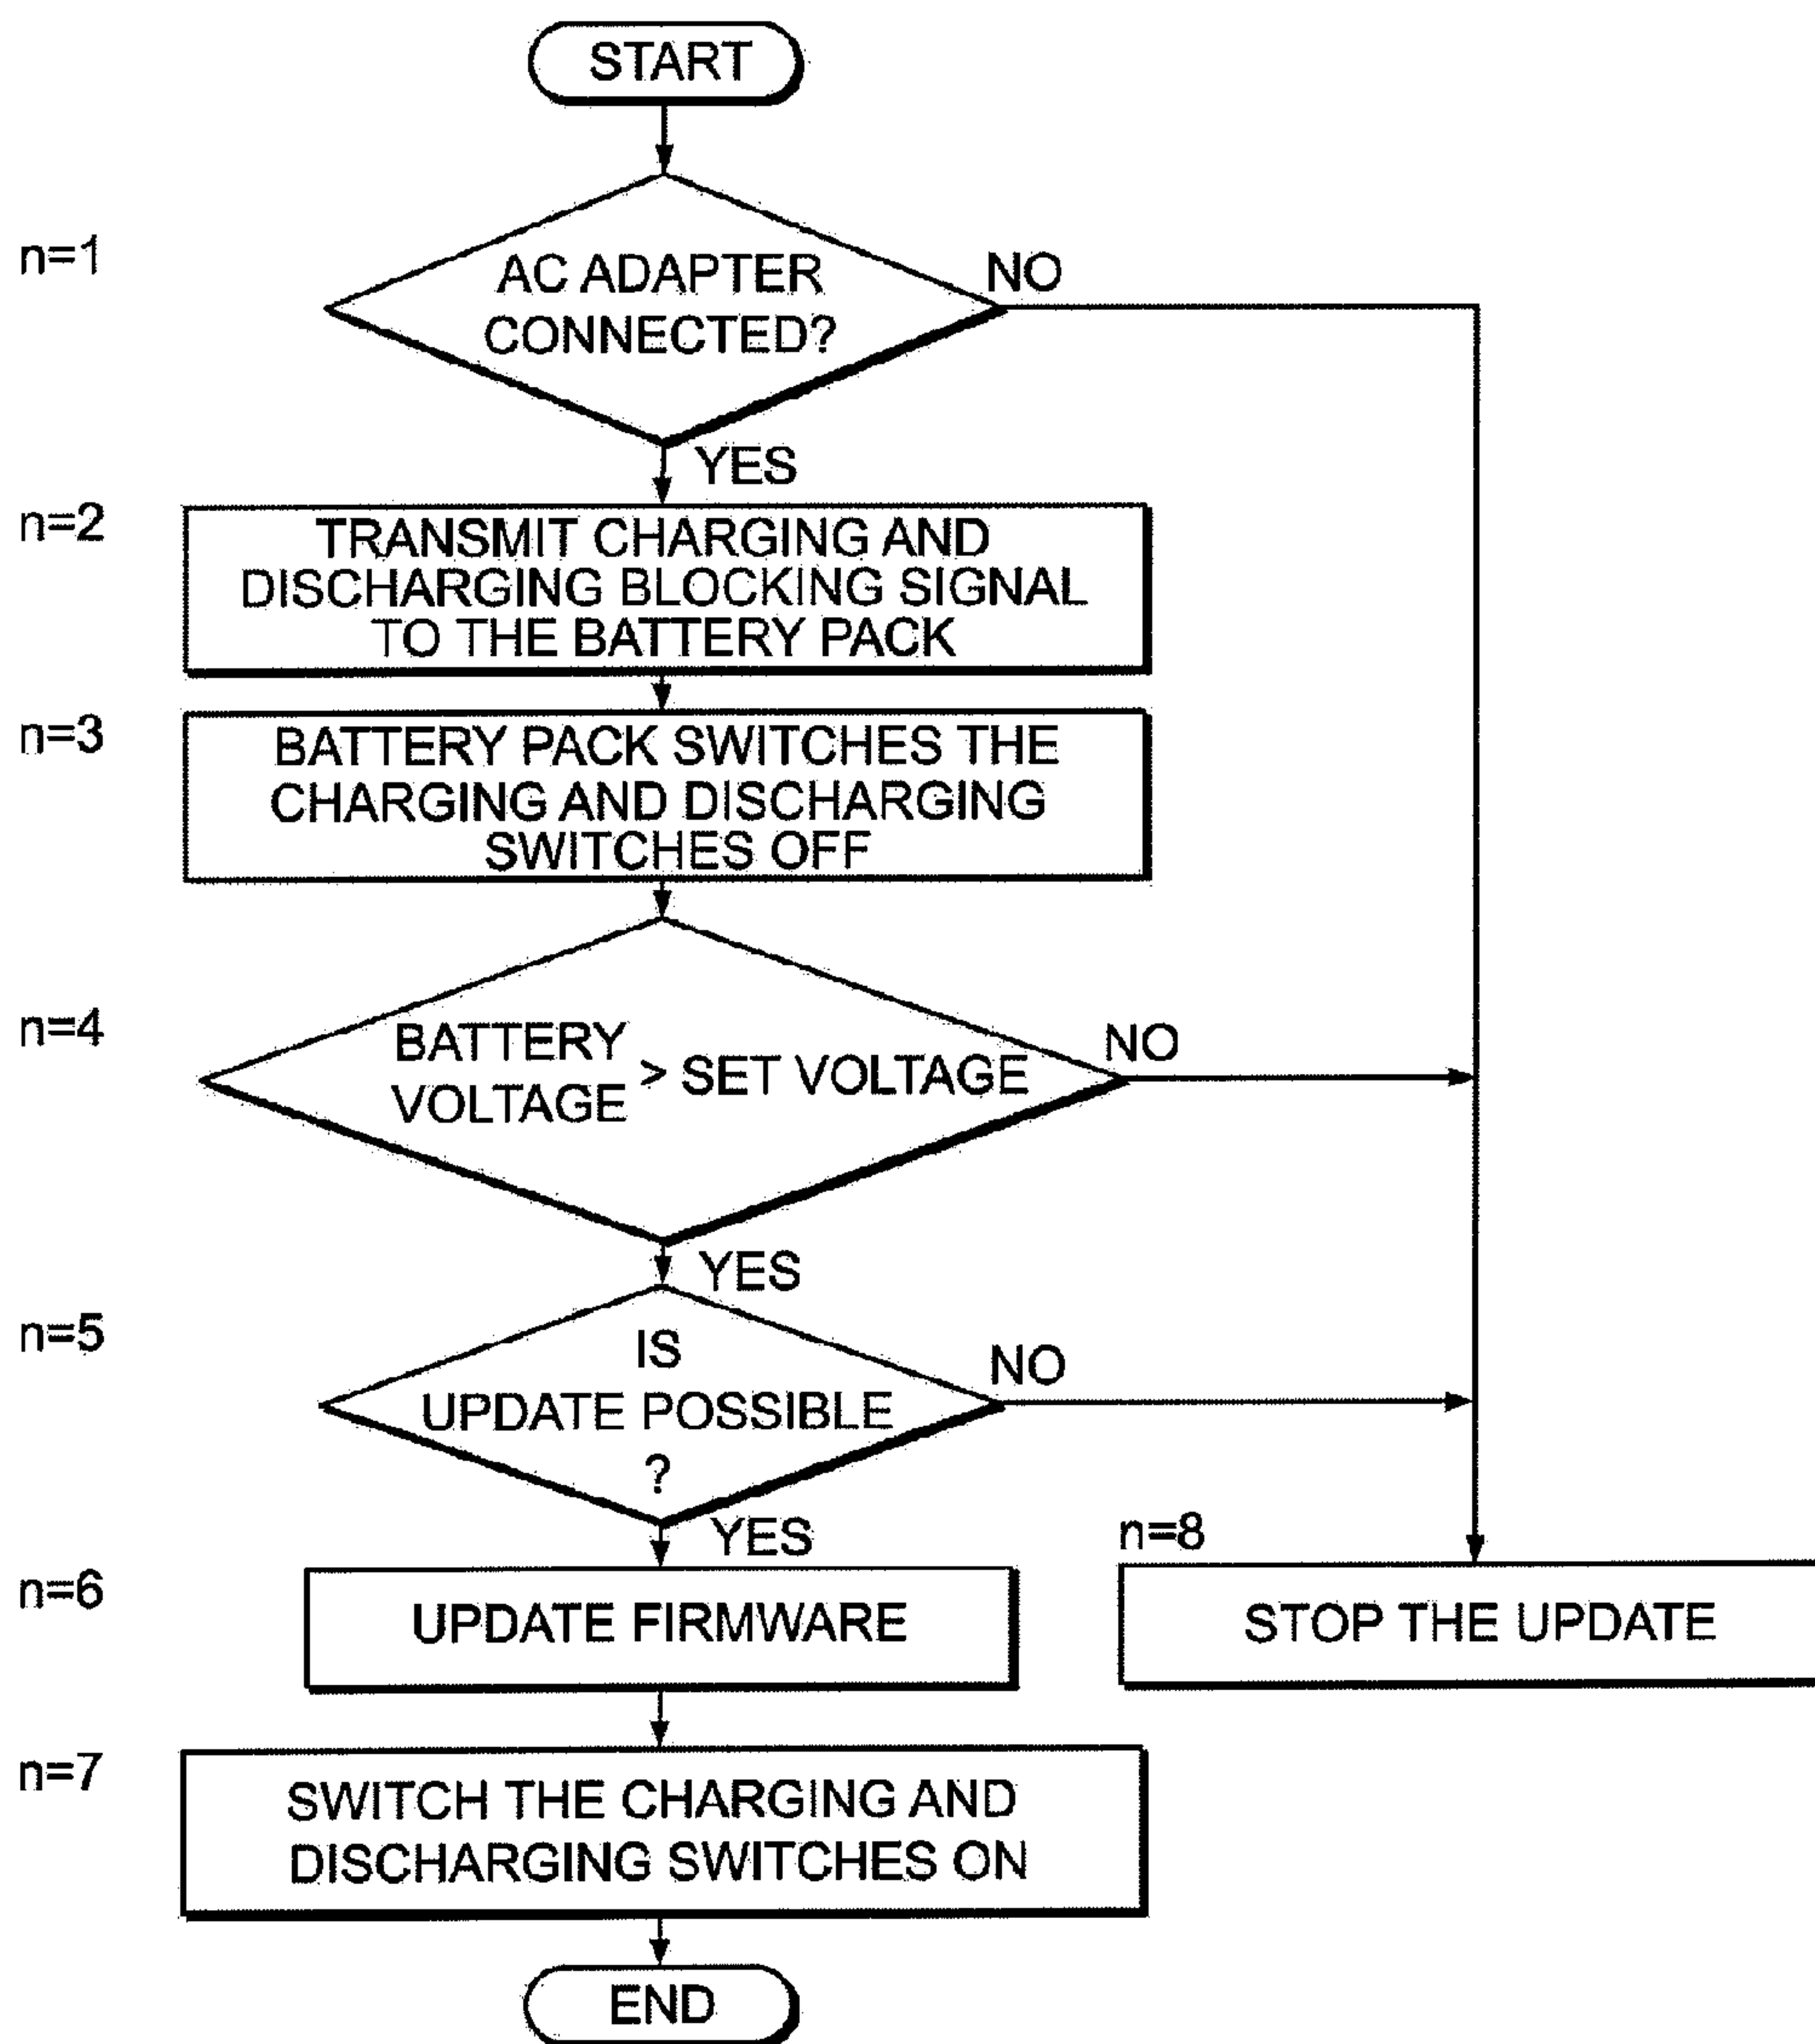 START
n=1
AC ADAPTER
CONNECTED?
NO
YES
n=2
TRANSMIT CHARGING AND
DISCHARGING BLOCKING SIGNAL
TO THE BATTERY PACK
n=3
BATTERY PACK SWITCHES THE
CHARGING AND DISCHARGING
SWITCHES OFF
n=4
BATTERY
VOLTAGE
> SET VOLTAGE
NO
YES
n=5
IS
UPDATE POSSIBLE
?
NO
YES
n=6
UPDATE FIRMWARE
n=8
STOP THE UPDATE
n=7
SWITCH THE CHARGING AND
DISCHARGING SWITCHES ON
END